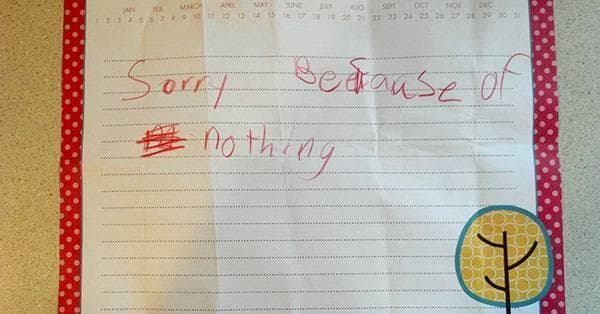 JAN FEB MARCH APRIL MAY JUNE JULY AUG SEPT OCT NOV DEC
1 2 3 4 5 6 7 8 9 10 11 12 13 14 15 16 17 18 19 20 21 22 23 24 25 26 27 28 29 30 31
Sorry Because of
nothing